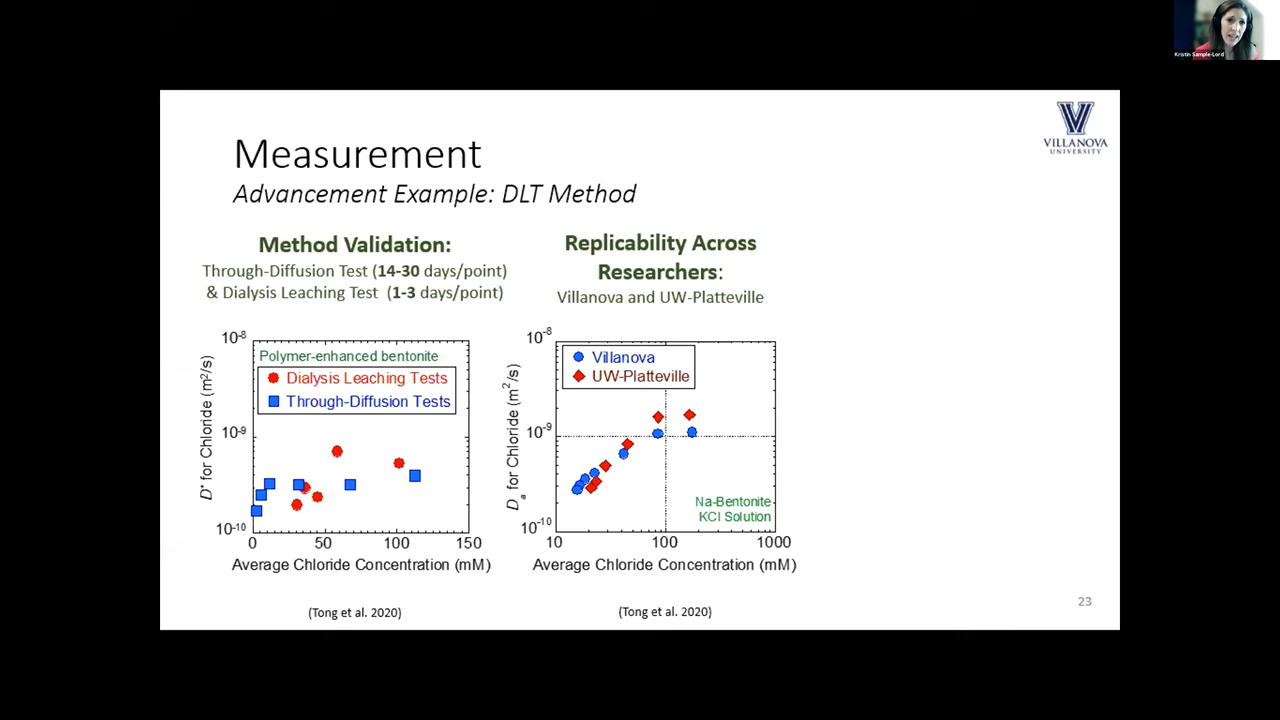 Kristin Sample-Lord
VILLANOVA
UNIVERSITY
Measurement
Advancement Example: DLT Method
Method Validation:
Through-Diffusion Test (14-30 days/point)
& Dialysis Leaching Test (1-3 days/point)
10⁻⁸
10⁻⁹
10⁻¹⁰
D* for Chloride (m²/s)
Polymer-enhanced bentonite
Dialysis Leaching Tests
Through-Diffusion Tests
0 50 100 150
Average Chloride Concentration (mM)
(Tong et al. 2020)
Replicability Across
Researchers:
Villanova and UW-Platteville
10⁻⁸
10⁻⁹
10⁻¹⁰
Dₐ for Chloride (m²/s)
Villanova
UW-Platteville
Na-Bentonite
KCl Solution
10 100 1000
Average Chloride Concentration (mM)
(Tong et al. 2020)
23